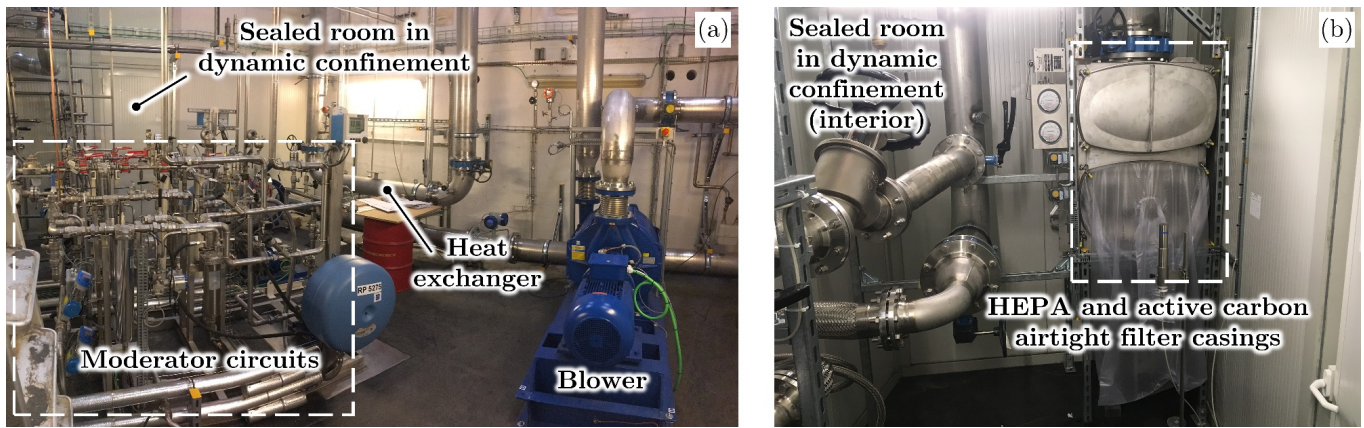 (a)
Sealed room in
dynamic confinement
Heat
exchanger
RP 5275
Moderator circuits
Blower
(b)
Sealed room
in dynamic
confinement
(interior)
HEPA and active carbon
airtight filter casings